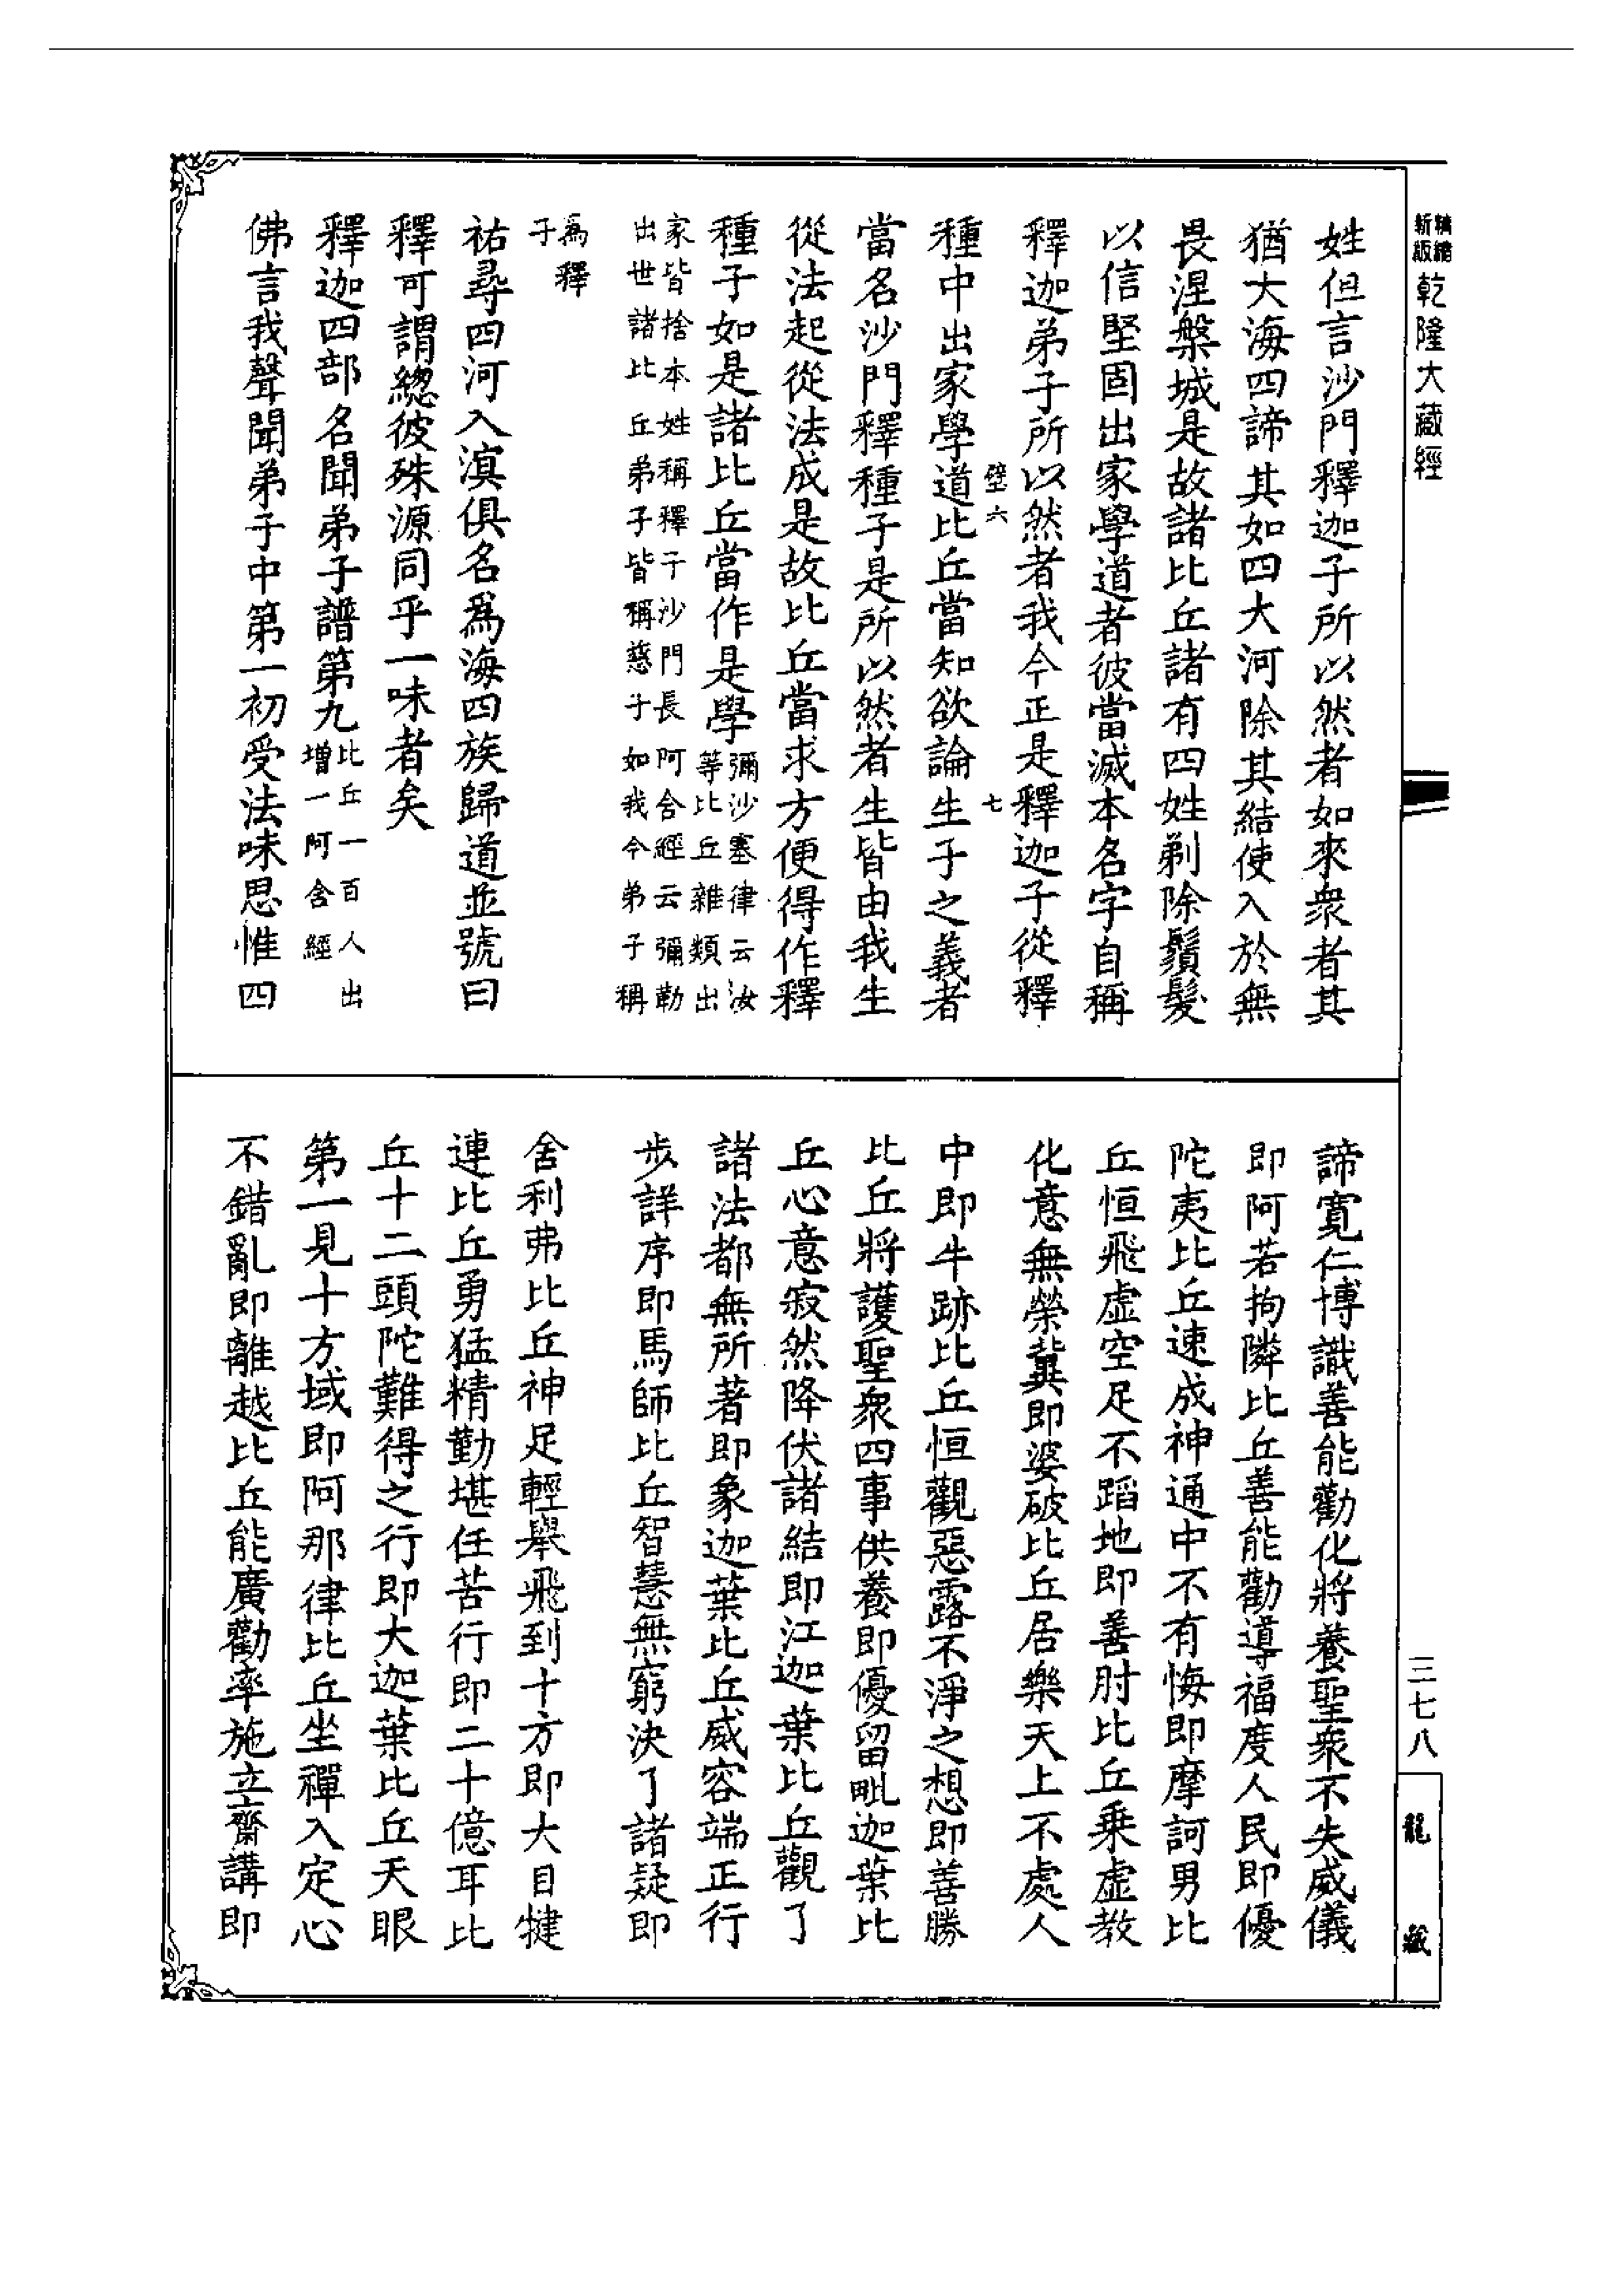 精縮新版 乾隆大藏經
姓但言沙門釋迦子所以然者如來衆者其
猶大海四諦其如四大河除其結使入於無
畏涅槃城是故諸比丘諸有四姓剃除鬚髮
以信堅固出家學道者彼當滅本名字自稱
釋迦弟子所以然者我今正是釋迦子從釋
壁六 七
種中出家學道比丘當知欲論生子之義者
當名沙門釋種子是所以然者生皆由我生
從法起從法成是故比丘當求方便得作釋
種子如是諸比丘當作是學彌沙塞律云汝等比丘雜類出
家皆捨本姓稱釋子沙門長阿含經云彌勒
出世諸比丘弟子皆稱慈子如我今弟子稱
爲釋
子
祐尋四河入滇俱名爲海四族歸道並號曰
釋可謂總彼殊源同乎一味者矣
釋迦四部名聞弟子譜第九比丘一百人出增一阿含經
佛言我聲聞弟子中第一初受法味思惟四
諦寬仁博識善能勸化將養聖衆不失威儀
即阿若拘隣比丘善能勸導福度人民即優
陀夷比丘速成神通中不有悔即摩訶男比
丘恒飛虛空足不蹈地即善肘比丘乘虛教
化意無榮冀即婆破比丘居樂天上不處人
中即牛跡比丘恒觀惡露不淨之想即善勝
比丘將護聖衆四事供養即優留毗迦葉比
丘心意寂然降伏諸結即江迦葉比丘觀了
諸法都無所著即象迦葉比丘威容端正行
步詳序即馬師比丘智慧無窮決了諸疑即
舍利弗比丘神足輕舉飛到十方即大目犍
連比丘勇猛精勤堪任苦行即二十億耳比
丘十二頭陀難得之行即大迦葉比丘天眼
第一見十方域即阿那律比丘坐禪入定心
不錯亂即離越比丘能廣勸率施立齋講即
三七八
龍藏